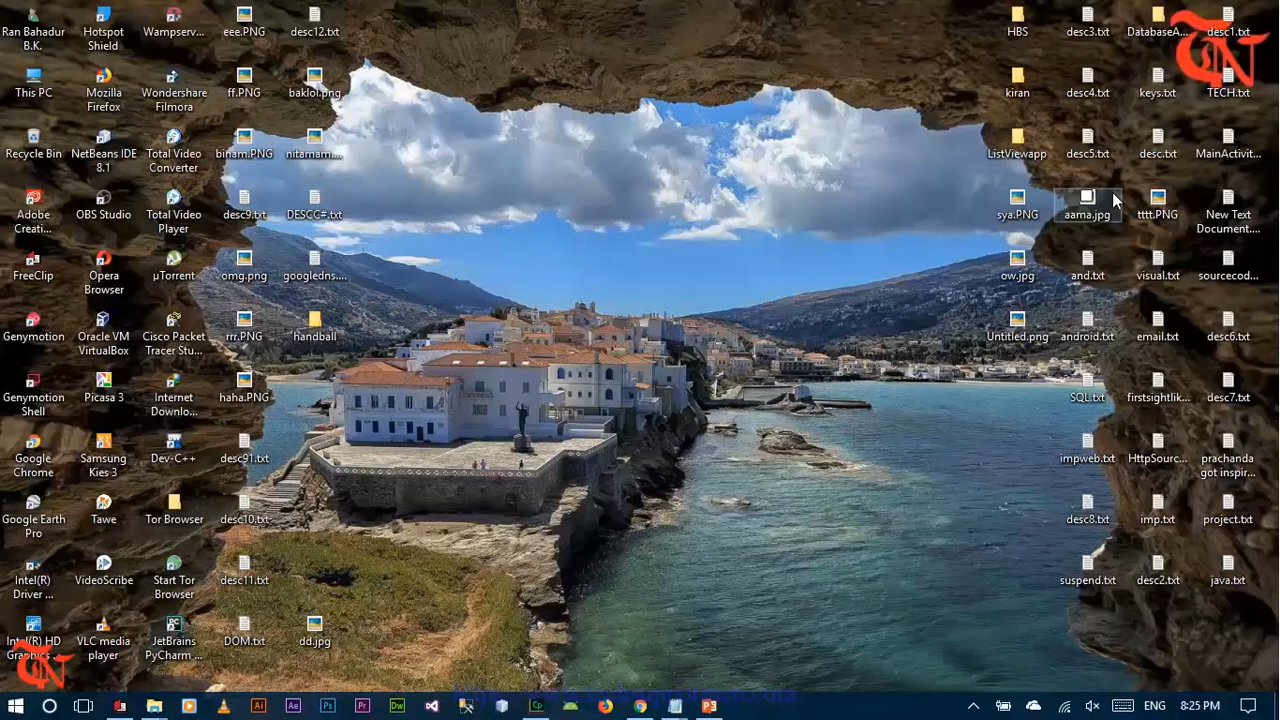 Ran Bahadur
B.K.
Hotspot
Shield
Wampserv...
eee.PNG
desc12.txt
This PC
Mozilla
Firefox
Wondershare
Filmora
ff.PNG
baklol.png
Recycle Bin
NetBeans IDE
8.1
Total Video
Converter
binam.PNG
nitamam....
Adobe
Creati...
OBS Studio
Total Video
Player
desc9.txt
DESCC#.txt
FreeClip
Opera
Browser
µTorrent
omg.png
googledns....
Genymotion
Oracle VM
VirtualBox
Cisco Packet
Tracer Stu...
rrr.PNG
handball
Genymotion
Shell
Picasa 3
Internet
Downlo...
haha.PNG
Google
Chrome
Samsung
Kies 3
Dev-C++
desc91.txt
Google Earth
Pro
Tawe
Tor Browser
desc10.txt
Intel(R)
Driver ...
VideoScribe
Start Tor
Browser
desc11.txt
Intel(R) HD
Graphics ...
VLC media
player
JetBrains
PyCharm ...
DOM.txt
dd.jpg
HBS
desc3.txt
DatabaseA...
desc1.txt
kiran
desc4.txt
keys.txt
TECH.txt
ListViewapp
desc5.txt
desc.txt
MainActivit...
sya.PNG
aama.jpg
tttt.PNG
New Text
Document....
ow.jpg
and.txt
visual.txt
sourcecod...
Untitled.png
android.txt
email.txt
desc6.txt
SQL.txt
firstsightlik...
desc7.txt
impweb.txt
HttpSourc...
prachanda
got inspir...
desc8.txt
imp.txt
project.txt
suspend.txt
desc2.txt
java.txt
Ai
Ae
Ps
Pr
Dw
Cp
ENG
8:25 PM